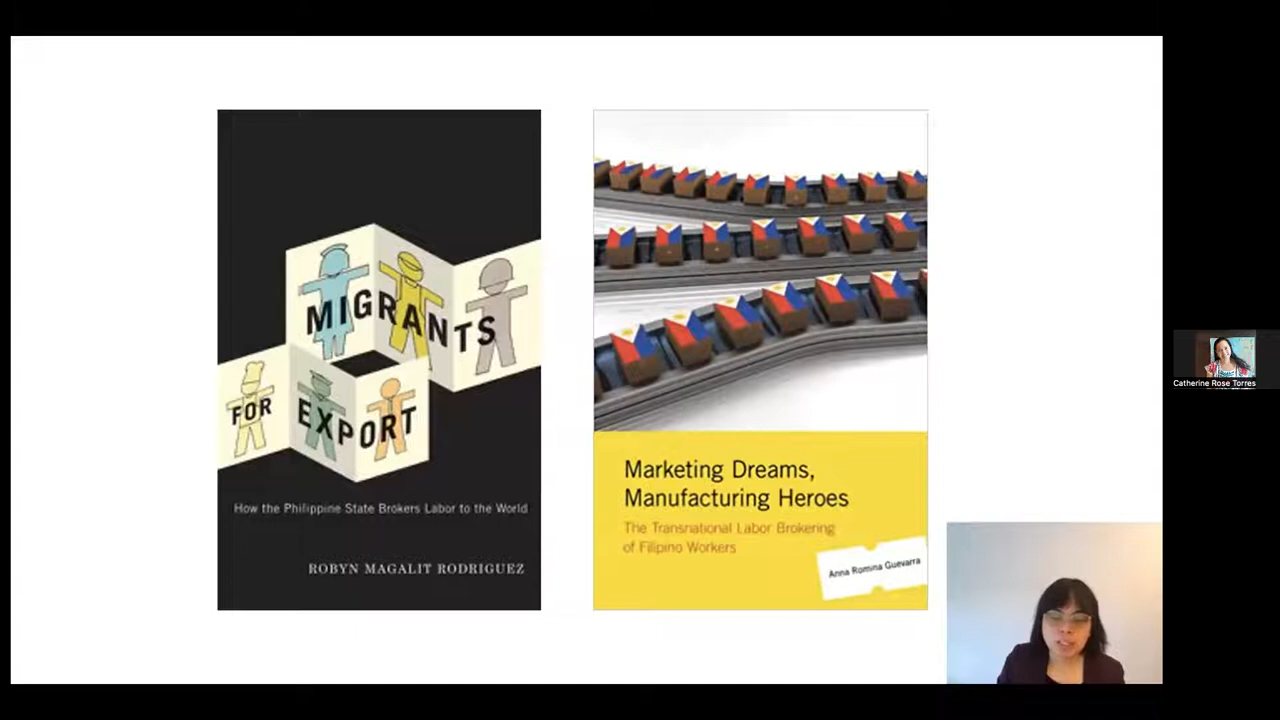 MIGRANTS
FOR EXPORT
How the Philippine State Brokers Labor to the World
ROBYN MAGALIT RODRIGUEZ
Marketing Dreams,
Manufacturing Heroes
The Transnational Labor Brokering
of Filipino Workers
Anna Romina Guevarra
Catherine Rose Torres